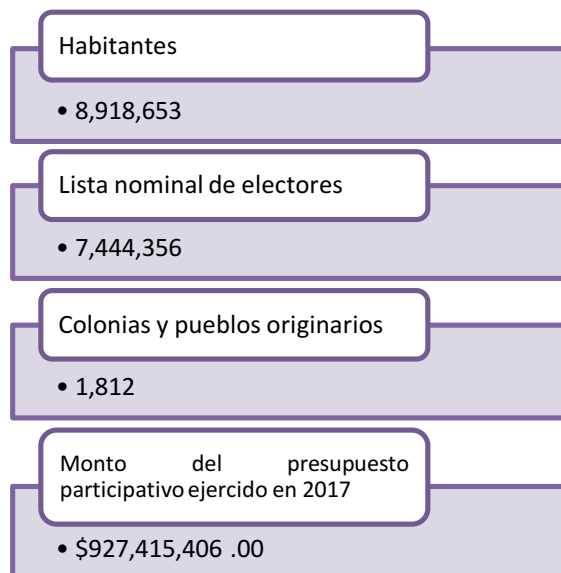 Habitantes
• 8,918,653
Lista nominal de electores
• 7,444,356
Colonias y pueblos originarios
• 1,812
Monto del presupuesto
participativo ejercido en 2017
• $927,415,406 .00